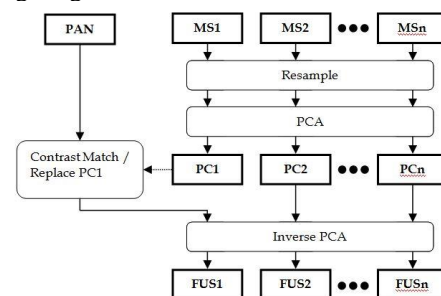 PAN MS1 MS2 ●●● MSn
Resample
PCA
Contrast Match /
Replace PC1
PC1 PC2 ●●● PCn
Inverse PCA
FUS1 FUS2 ●●● FUSn